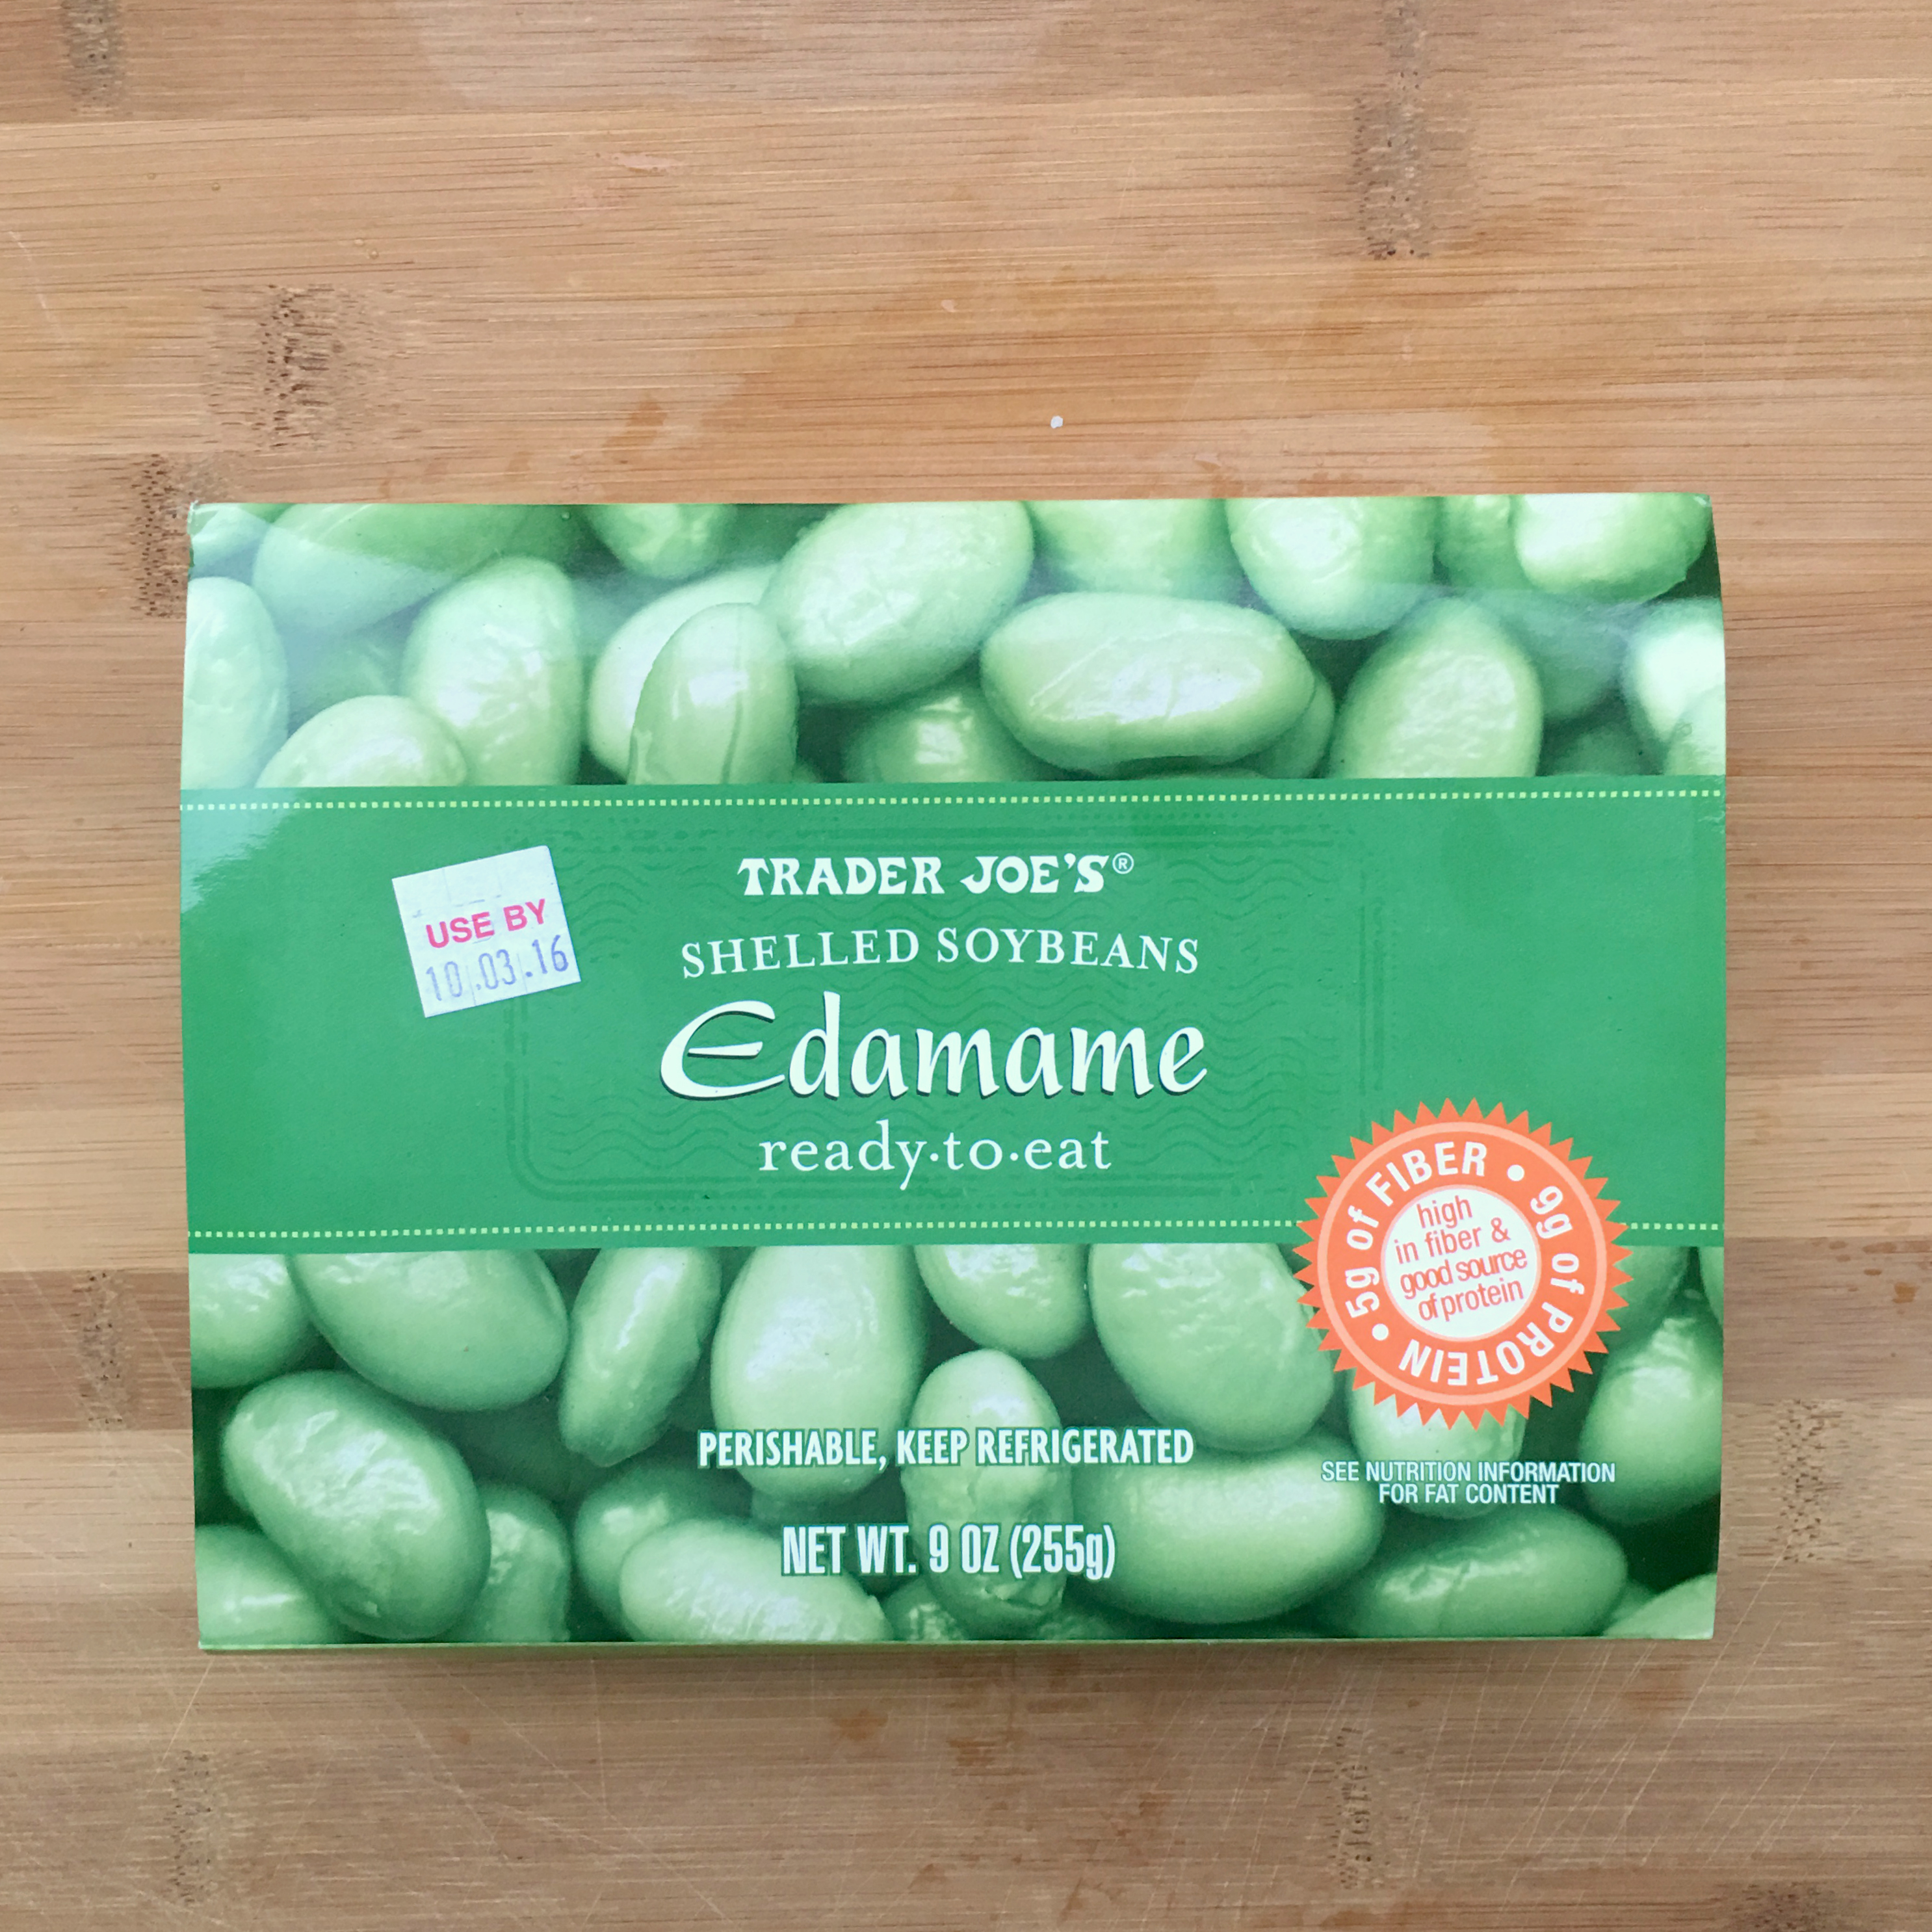 TRADER JOE'S®
SHELLED SOYBEANS
Edamame
ready·to·eat
USE BY
10.03.16
5g of FIBER • 9g of PROTEIN •
high
in fiber &
good source
of protein
PERISHABLE, KEEP REFRIGERATED
SEE NUTRITION INFORMATION
FOR FAT CONTENT
NET WT. 9 OZ (255g)